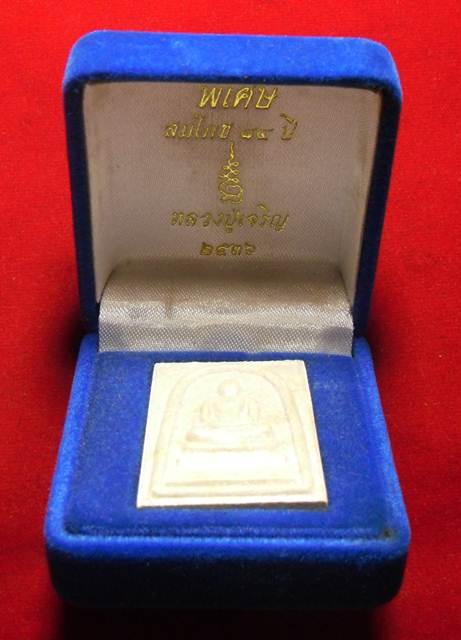 พิเศษ
สมโภช ๒๔ ปี
หลวงปู่เจริญ
๒๕๓๖